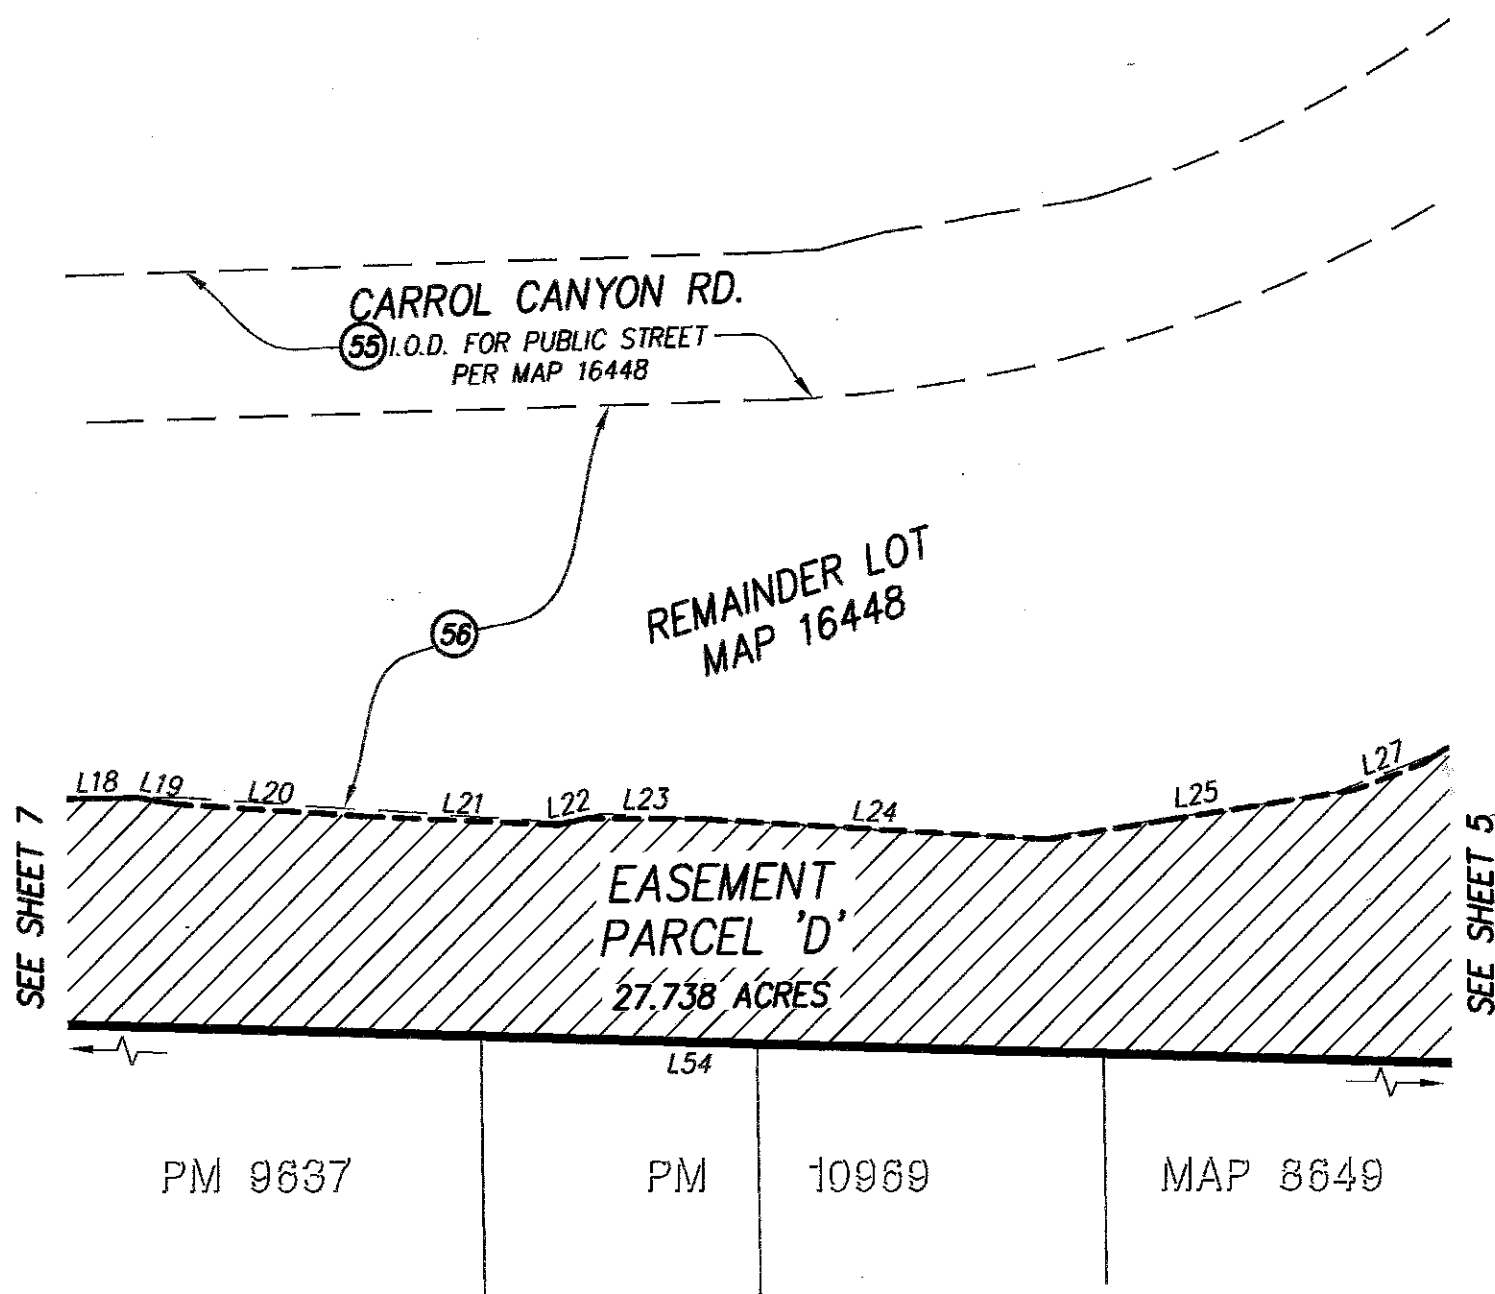 CARROL CANYON RD.
55 I.O.D. FOR PUBLIC STREET
PER MAP 16448
56
REMAINDER LOT
MAP 16448
L18 L19 L20 L21 L22 L23 L24 L25 L27
SEE SHEET 7
SEE SHEET 5
EASEMENT
PARCEL 'D'
27.738 ACRES
L54
PM 9637
PM 10969
MAP 8649